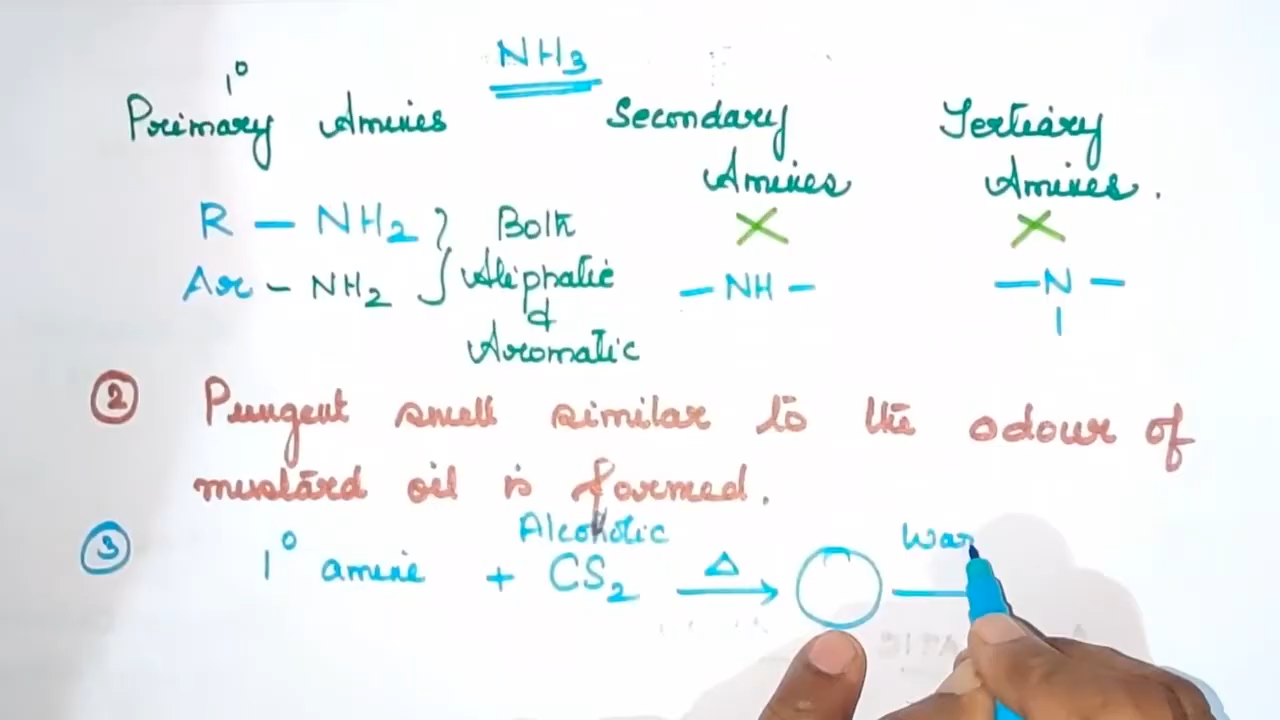 NH3
1°
Primary Amines Secondary Amines Tertiary Amines.
R – NH2 } Both Aliphatic & Aromatic
Ar – NH2
X X
– NH – – N –
2 Pungent smell similar to the odour of
mustard oil is formed.
3 1° amine + Alcoholic CS2 Δ → War